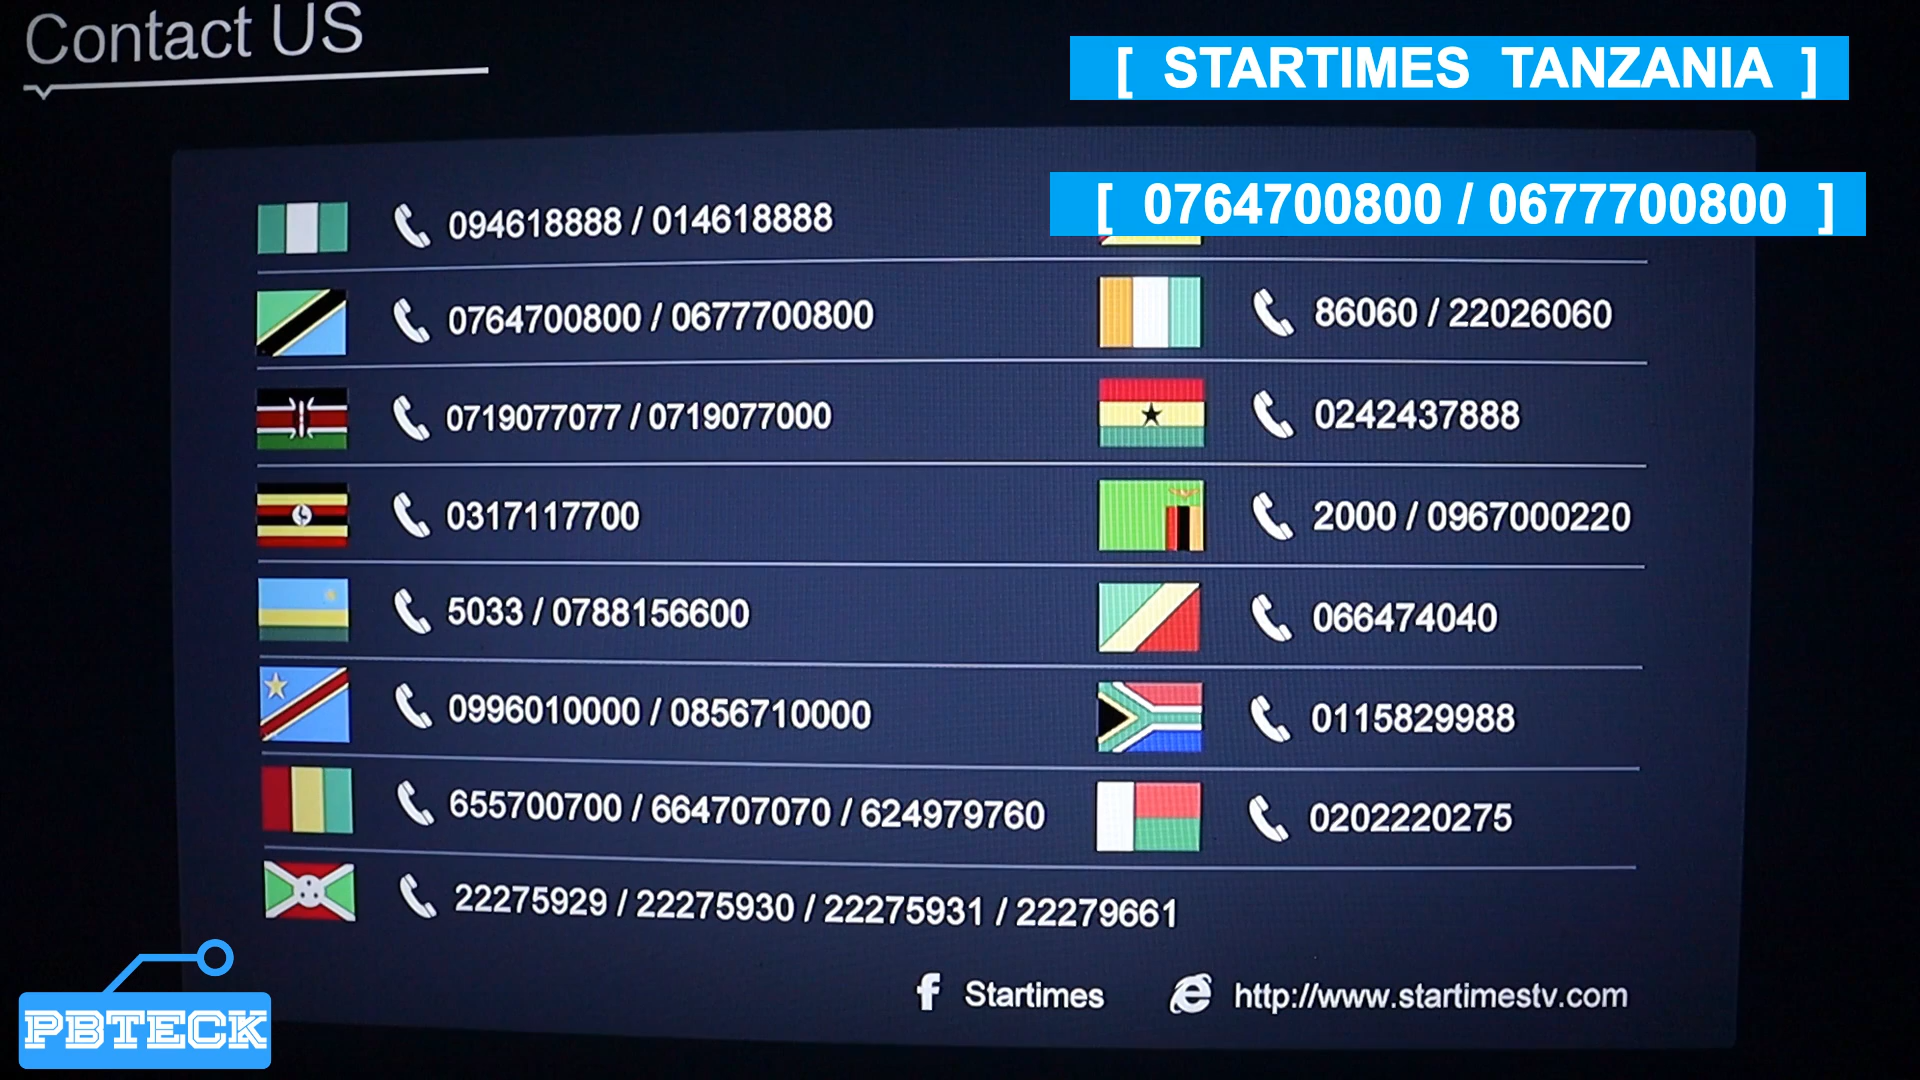 Contact US
[ STARTIMES TANZANIA ]
[ 0764700800 / 0677700800 ]
094618888 / 014618888
0764700800 / 0677700800
86060 / 22026060
0719077077 / 0719077000
0242437888
0317117700
2000 / 0967000220
5033 / 0788156600
066474040
0996010000 / 0856710000
0115829988
655700700 / 664707070 / 624979760
0202220275
22275929 / 22275930 / 22275931 / 22279661
f Startimes
http://www.startimestv.com
PBTECK